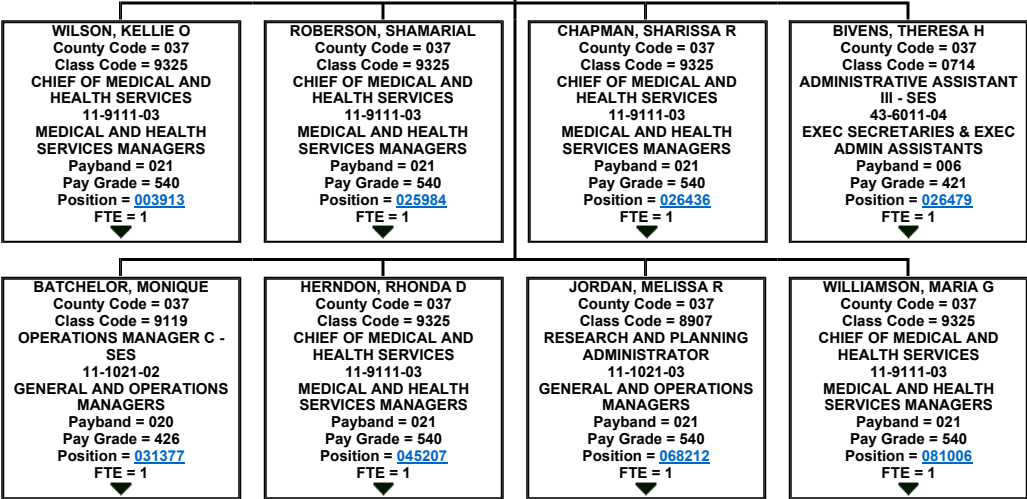 WILSON, KELLIE O
County Code = 037
Class Code = 9325
CHIEF OF MEDICAL AND
HEALTH SERVICES
11-9111-03
MEDICAL AND HEALTH
SERVICES MANAGERS
Payband = 021
Pay Grade = 540
Position = 003913
FTE = 1
ROBERSON, SHAMARIAL
County Code = 037
Class Code = 9325
CHIEF OF MEDICAL AND
HEALTH SERVICES
11-9111-03
MEDICAL AND HEALTH
SERVICES MANAGERS
Payband = 021
Pay Grade = 540
Position = 025984
FTE = 1
CHAPMAN, SHARISSA R
County Code = 037
Class Code = 9325
CHIEF OF MEDICAL AND
HEALTH SERVICES
11-9111-03
MEDICAL AND HEALTH
SERVICES MANAGERS
Payband = 021
Pay Grade = 540
Position = 026436
FTE = 1
BIVENS, THERESA H
County Code = 037
Class Code = 0714
ADMINISTRATIVE ASSISTANT
III - SES
43-6011-04
EXEC SECRETARIES & EXEC
ADMIN ASSISTANTS
Payband = 006
Pay Grade = 421
Position = 026479
FTE = 1
BATCHELOR, MONIQUE
County Code = 037
Class Code = 9119
OPERATIONS MANAGER C -
SES
11-1021-02
GENERAL AND OPERATIONS
MANAGERS
Payband = 020
Pay Grade = 426
Position = 031377
FTE = 1
HERNDON, RHONDA D
County Code = 037
Class Code = 9325
CHIEF OF MEDICAL AND
HEALTH SERVICES
11-9111-03
MEDICAL AND HEALTH
SERVICES MANAGERS
Payband = 021
Pay Grade = 540
Position = 045207
FTE = 1
JORDAN, MELISSA R
County Code = 037
Class Code = 8907
RESEARCH AND PLANNING
ADMINISTRATOR
11-1021-03
GENERAL AND OPERATIONS
MANAGERS
Payband = 021
Pay Grade = 540
Position = 068212
FTE = 1
WILLIAMSON, MARIA G
County Code = 037
Class Code = 9325
CHIEF OF MEDICAL AND
HEALTH SERVICES
11-9111-03
MEDICAL AND HEALTH
SERVICES MANAGERS
Payband = 021
Pay Grade = 540
Position = 081006
FTE = 1